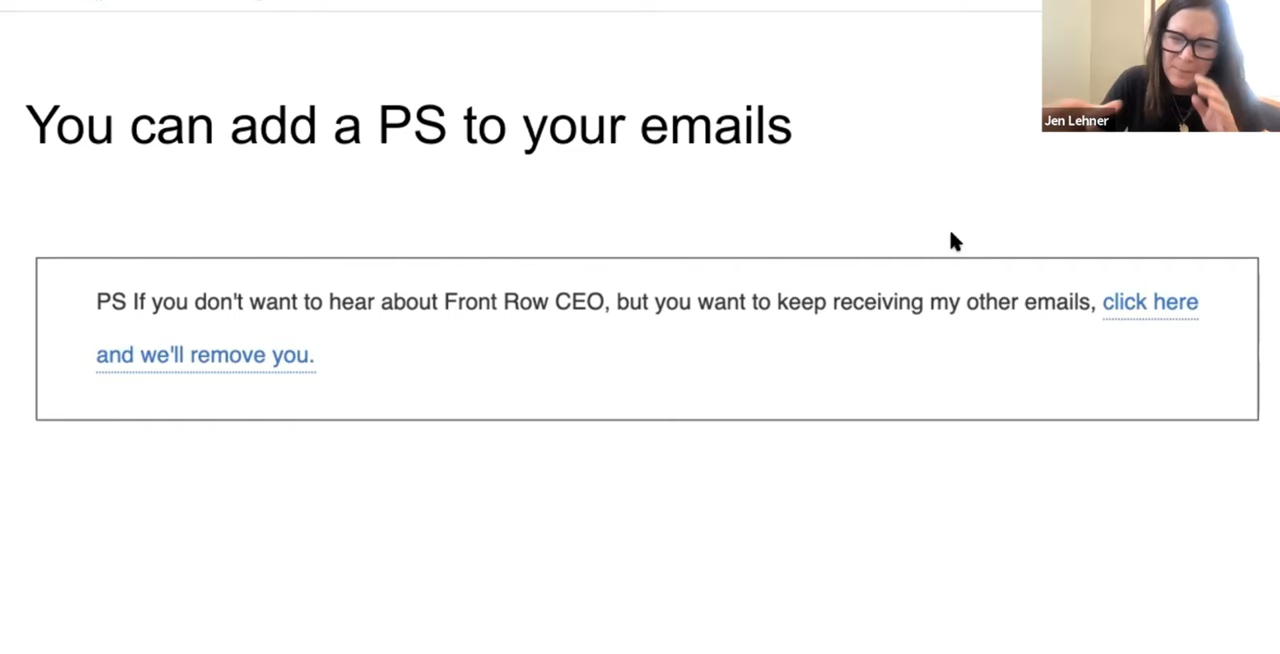 You can add a PS to your emails
Jen Lehner
PS If you don't want to hear about Front Row CEO, but you want to keep receiving my other emails, click here
and we'll remove you.